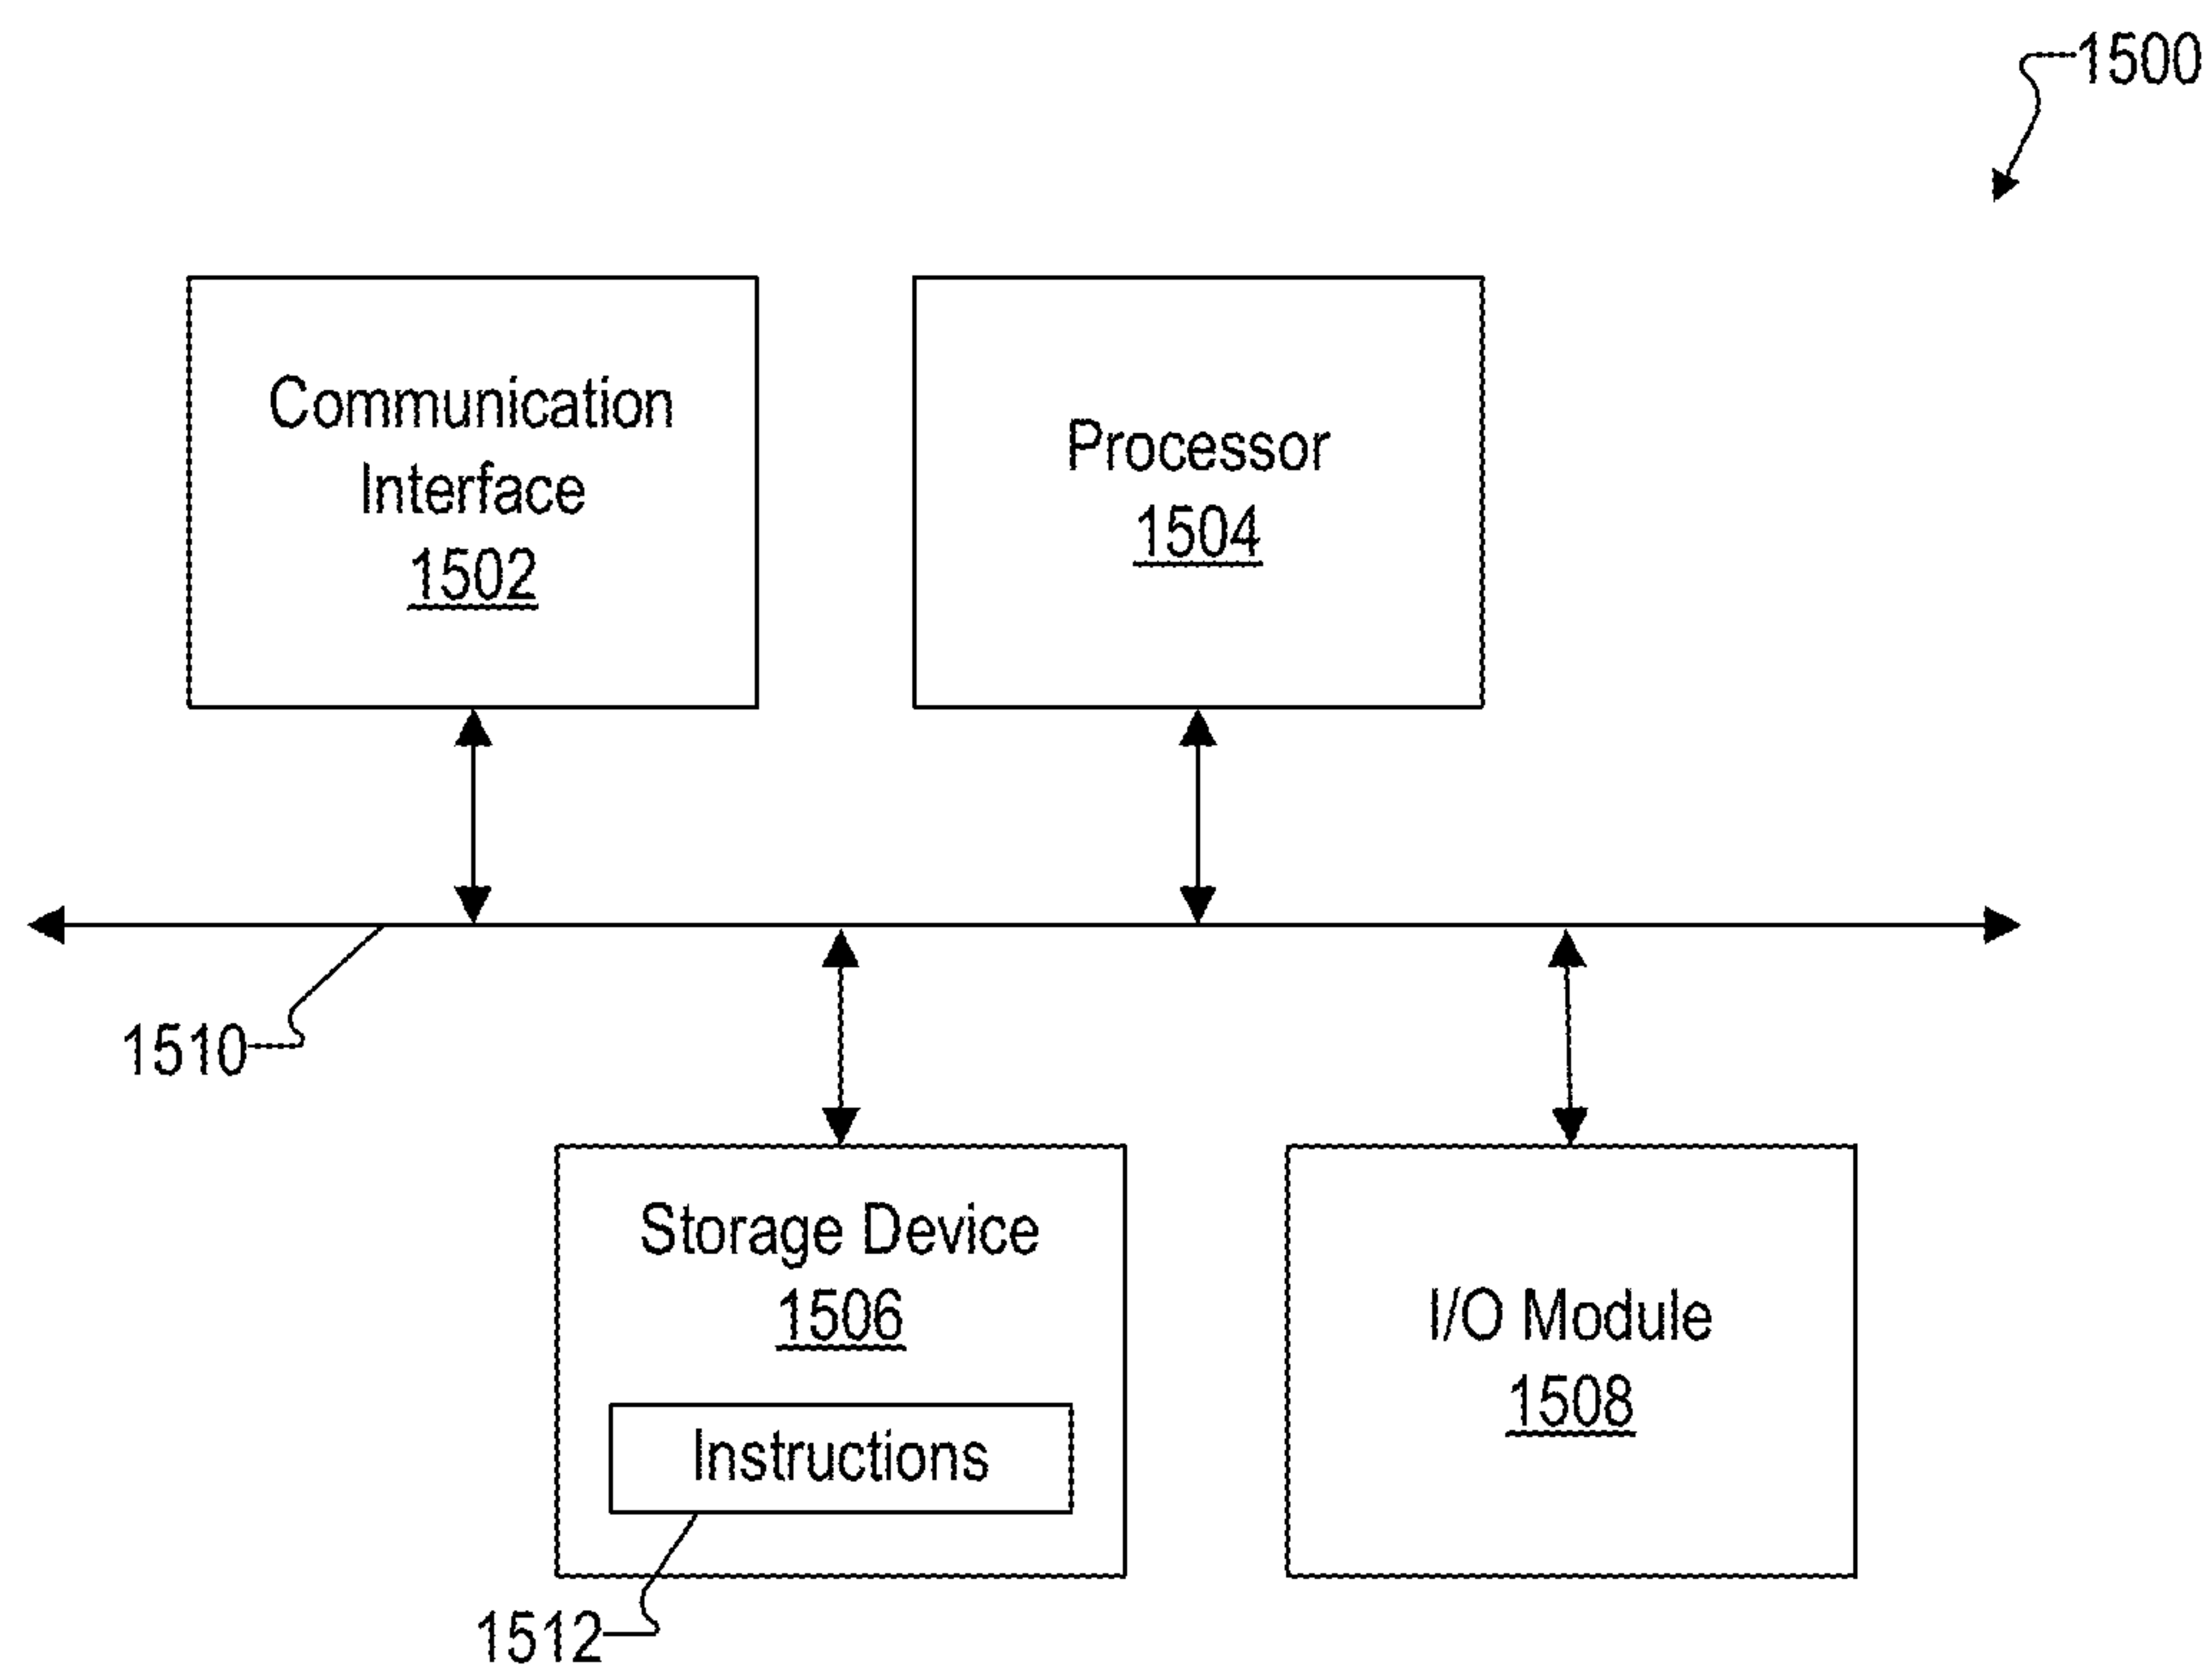 1500
Communication
Interface
1502
Processor
1504
1510
Storage Device
1506
Instructions
1512
I/O Module
1508